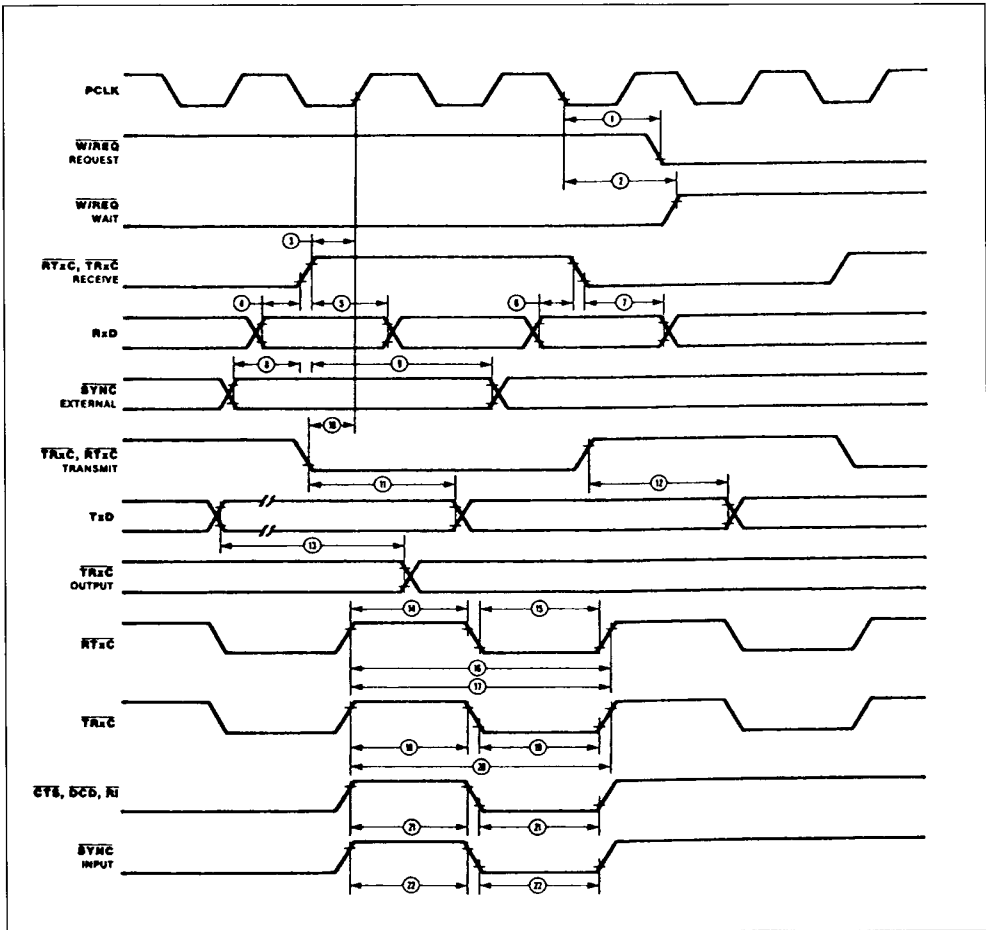 PCLK
1
W/REQ
REQUEST
2
W/REQ
WAIT
3
RTxC, TRxC
RECEIVE
4 5 6 7
RxD
8 9
SYNC
EXTERNAL
10
TRxC, RTxC
TRANSMIT
11 12
TxD
13
TRxC
OUTPUT
14 15
RTxC
16
17
TRxC
18 19
20
CTS, DCD, RI
21 21
SYNC
INPUT
22 22